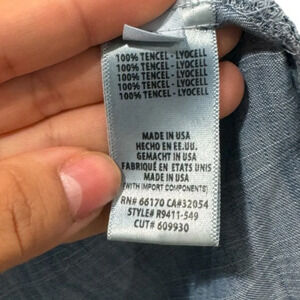 100% TENCEL - LYOCELL
100% TENCEL - LYOCELL
100% TENCEL - LYOCELL
100% TENCEL - LYOCELL
100% TENCEL - LYOCELL
MADE IN USA
HECHO EN EE.UU.
GEMACHT IN USA
FABRIQUÉ EN ETATS UNIS
MADE IN USA
(WITH IMPORT COMPONENTS)
RN# 66170 CA#32054
STYLE# R9411-549
CUT# 609930